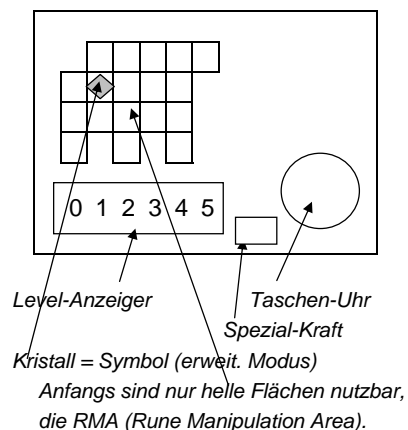 0 1 2 3 4 5
Level-Anzeiger Taschen-Uhr
Spezial-Kraft
Kristall = Symbol (erweit. Modus)
Anfangs sind nur helle Flächen nutzbar,
die RMA (Rune Manipulation Area).